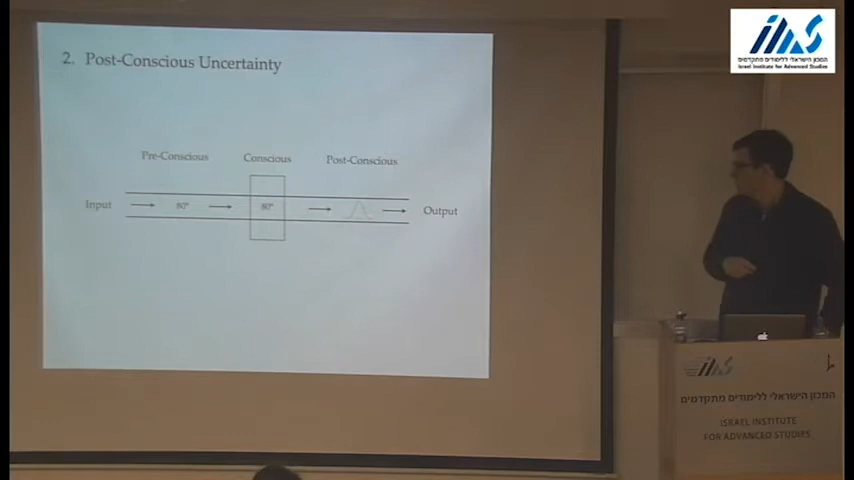 2. Post-Conscious Uncertainty
Pre-Conscious Conscious Post-Conscious
Input 80° 80° Output
המכון הישראלי ללימודים מתקדמים
Israel Institute for Advanced Studies
המכון הישראלי ללימודים מתקדמים
ISRAEL INSTITUTE
FOR ADVANCED STUDIES